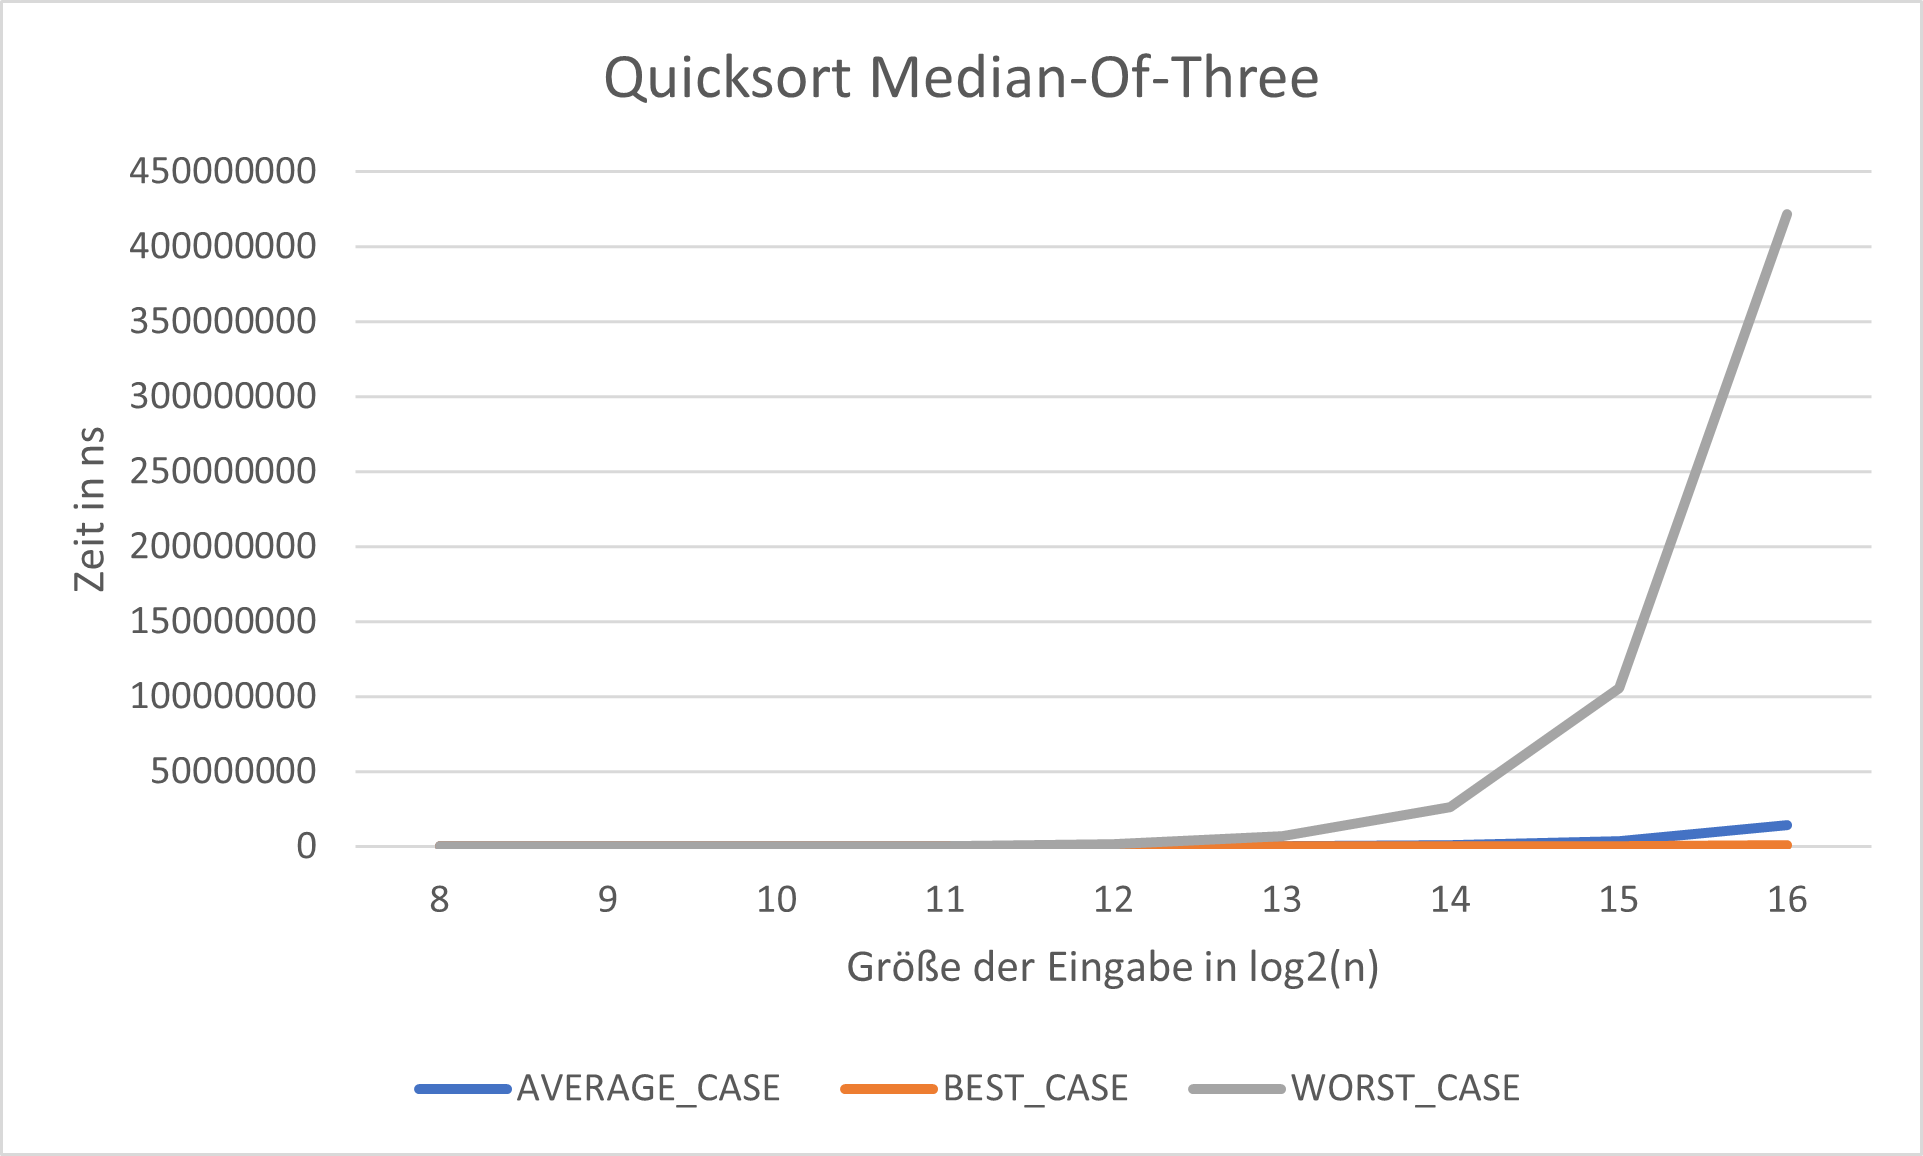 Quicksort Median-Of-Three
450000000
400000000
350000000
300000000
250000000
200000000
150000000
100000000
50000000
0
Zeit in ns
8 9 10 11 12 13 14 15 16
Größe der Eingabe in log2(n)
AVERAGE_CASE BEST_CASE WORST_CASE